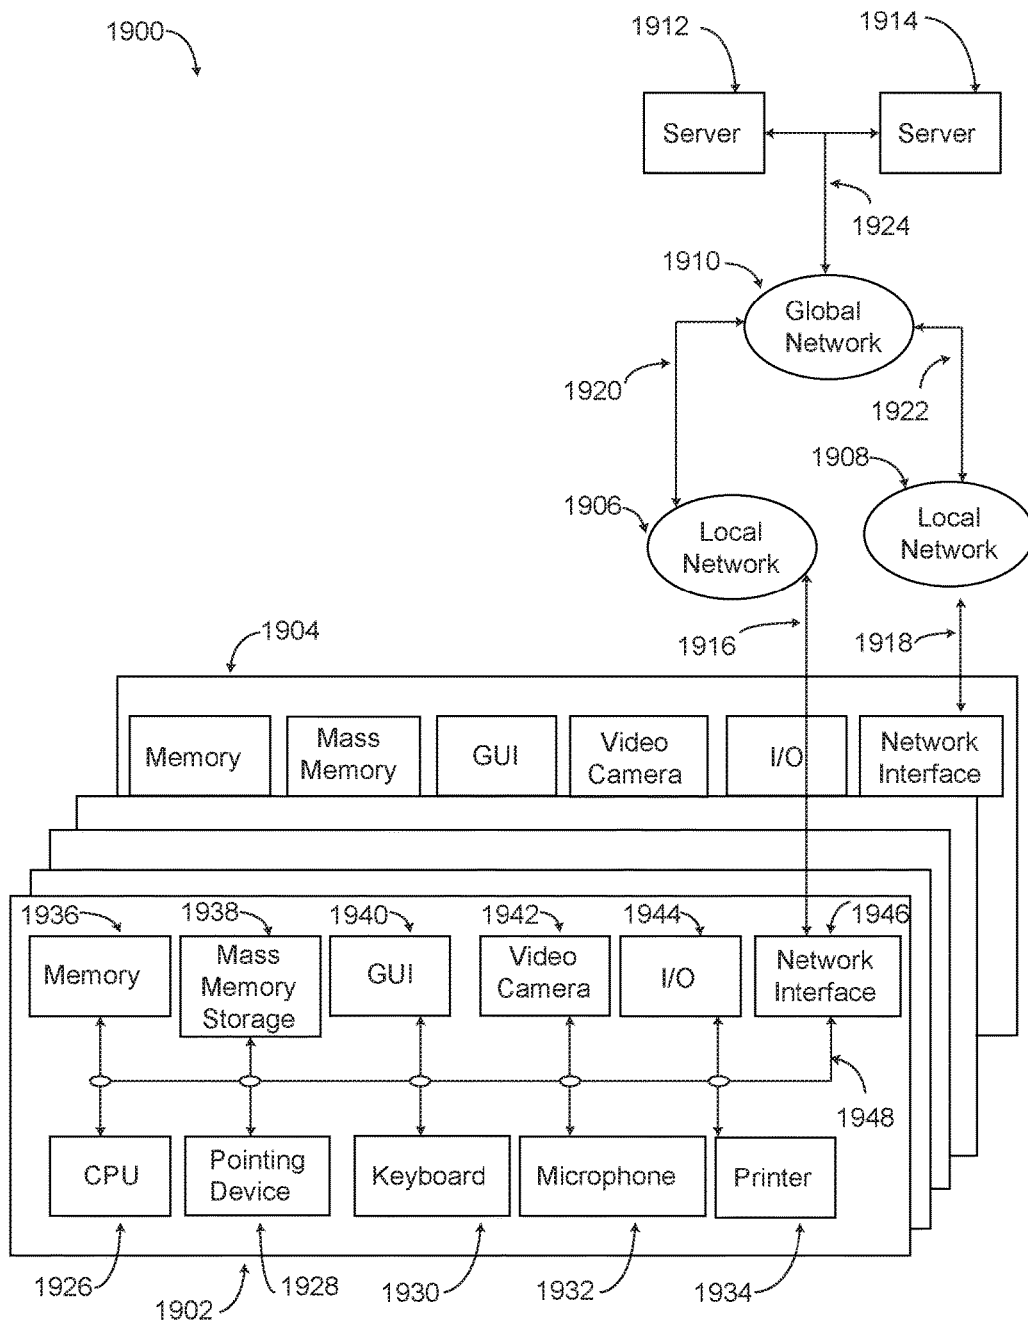 1900
1912
1914
Server
Server
1924
1910
Global
Network
1920
1922
1908
1906
Local
Network
Local
Network
1904
1916
1918
Memory
Mass
Memory
GUI
Video
Camera
I/O
Network
Interface
1936
1938
1940
1942
1944
1946
Memory
Mass
Memory
Storage
GUI
Video
Camera
I/O
Network
Interface
1948
CPU
Pointing
Device
Keyboard
Microphone
Printer
1926
1902
1928
1930
1932
1934